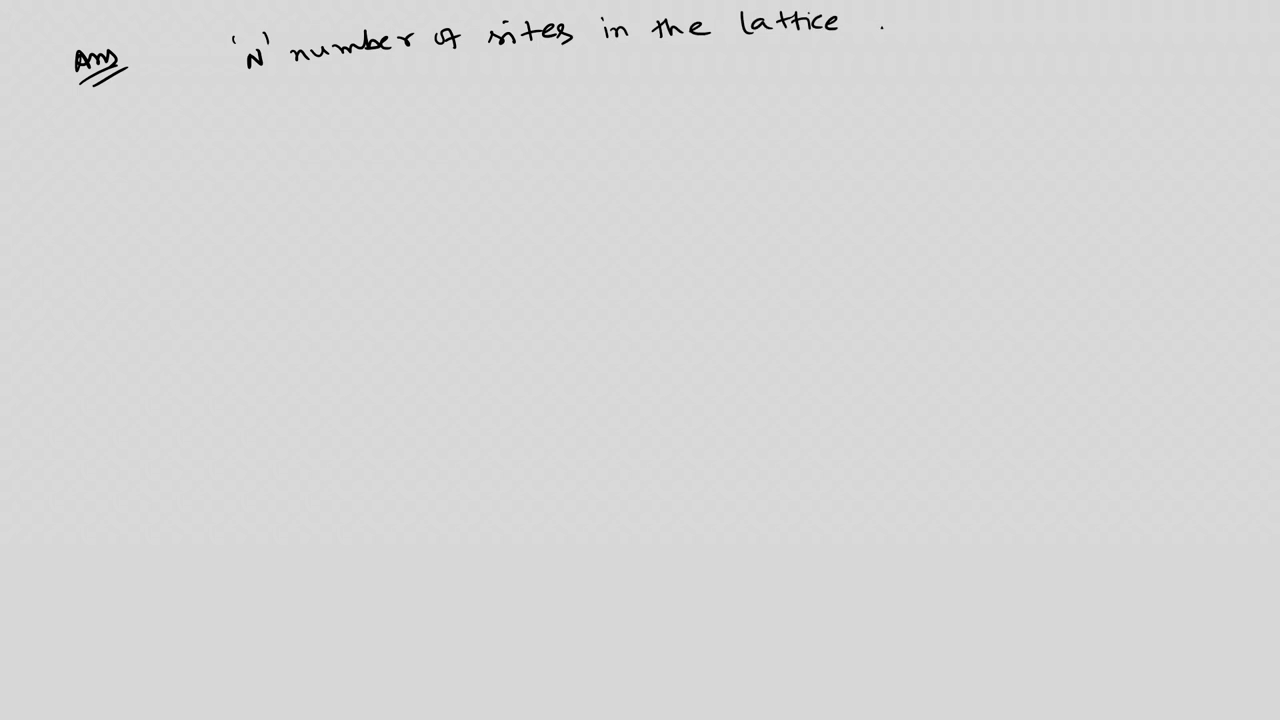 Ans 'N' number of sites in the lattice .